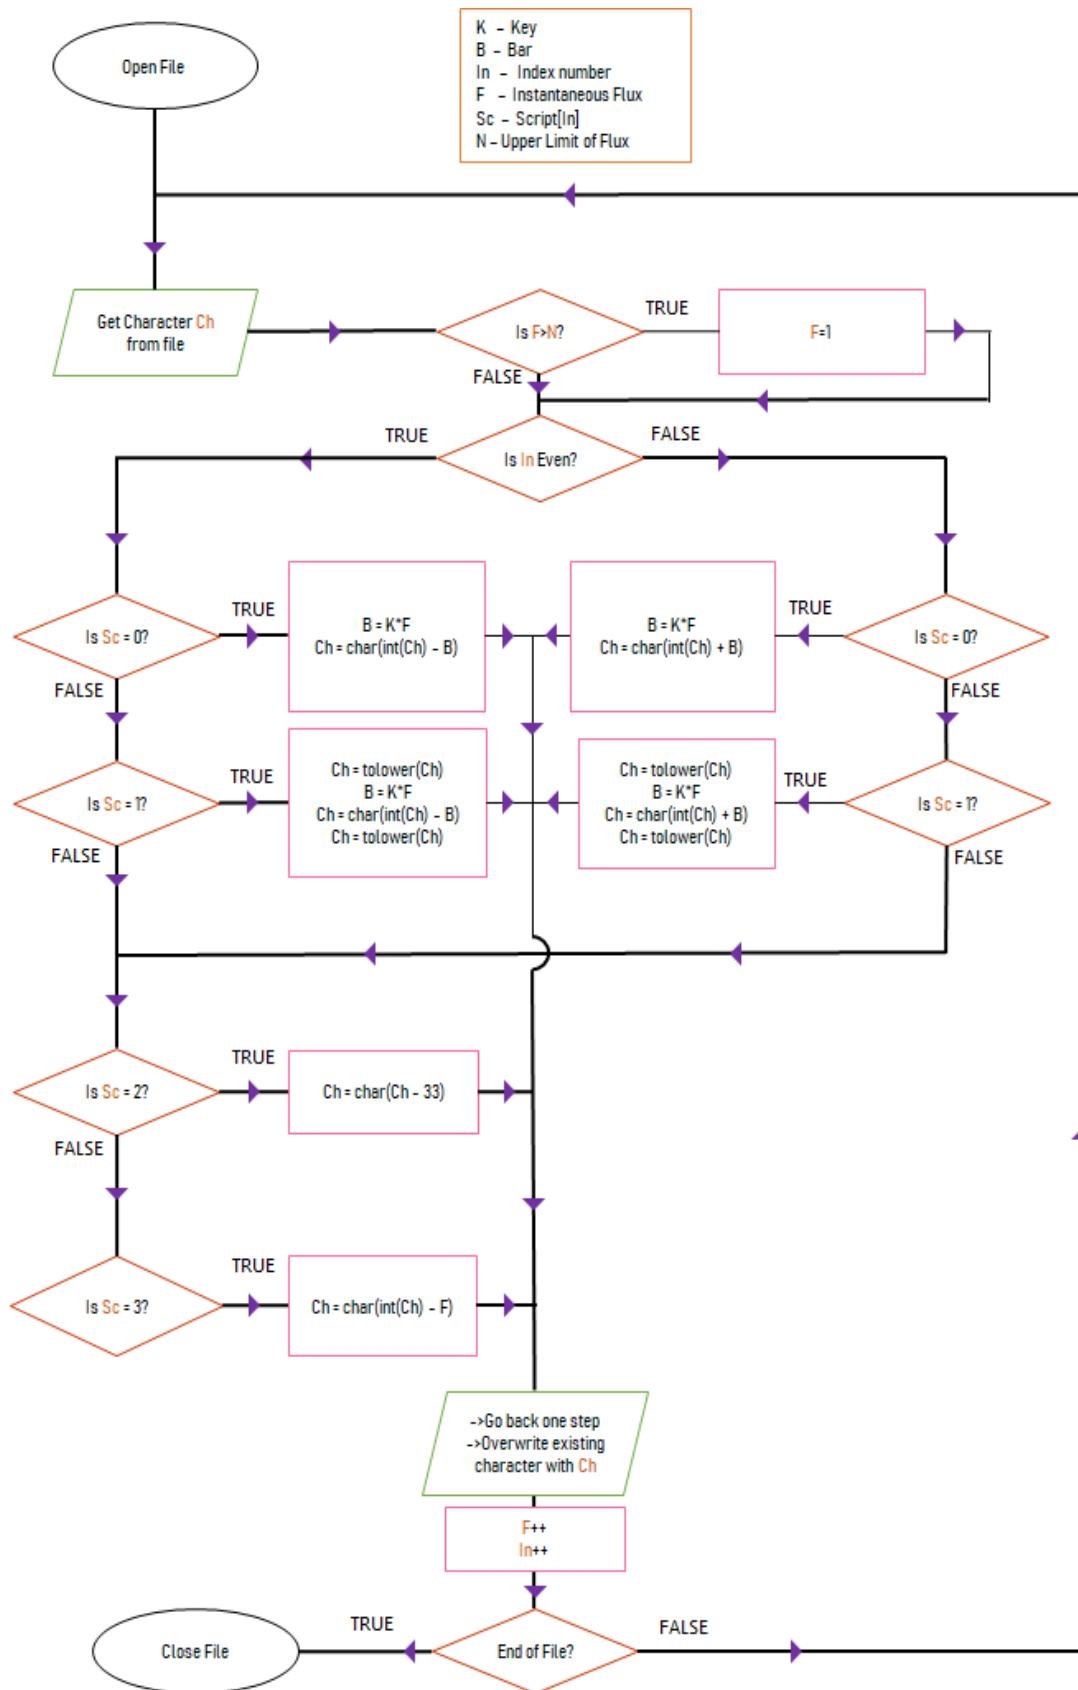 K – Key
B – Bar
In – Index number
F – Instantaneous Flux
Sc – Script[In]
N – Upper Limit of Flux
Open File
Get Character Ch
from file
Is F>N?
TRUE
F=1
FALSE
Is In Even?
TRUE
FALSE
Is Sc = 0?
TRUE
B = K*F
Ch = char(int(Ch) - B)
B = K*F
Ch = char(int(Ch) + B)
TRUE
Is Sc = 0?
FALSE
FALSE
Is Sc = 1?
TRUE
Ch = tolower(Ch)
B = K*F
Ch = char(int(Ch) - B)
Ch = tolower(Ch)
Ch = tolower(Ch)
B = K*F
Ch = char(int(Ch) + B)
Ch = tolower(Ch)
TRUE
Is Sc = 1?
FALSE
FALSE
Is Sc = 2?
TRUE
Ch = char(Ch - 33)
FALSE
Is Sc = 3?
TRUE
Ch = char(int(Ch) - F)
->Go back one step
->Overwrite existing
character with Ch
F++
In++
End of File?
TRUE
FALSE
Close File